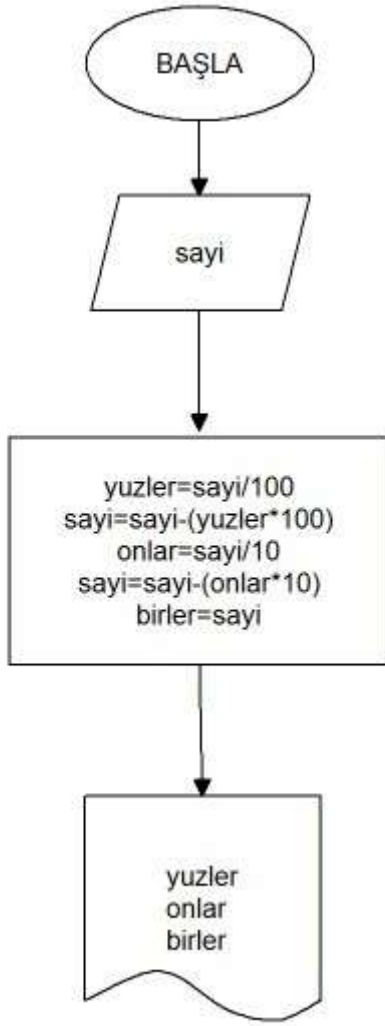 BAŞLA
sayi
yuzler=sayi/100
sayi=sayi-(yuzler*100)
onlar=sayi/10
sayi=sayi-(onlar*10)
birler=sayi
yuzler
onlar
birler